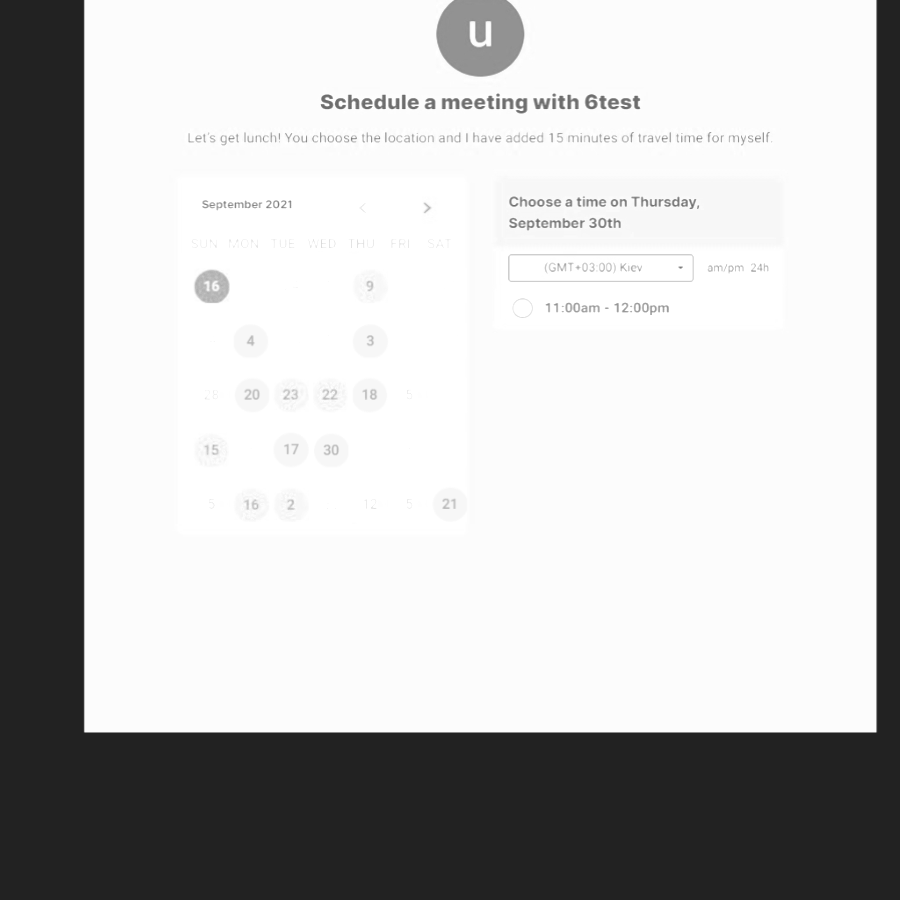 u
Schedule a meeting with 6test
Let's get lunch! You choose the location and I have added 15 minutes of travel time for myself.
September 2021
SUN MON TUE WED THU FRI SAT
16 9
4 3
28 20 23 22 18 5
15 17 30
5 16 2 12 5 21
Choose a time on Thursday,
September 30th
(GMT+03:00) Kiev am/pm 24h
11:00am - 12:00pm